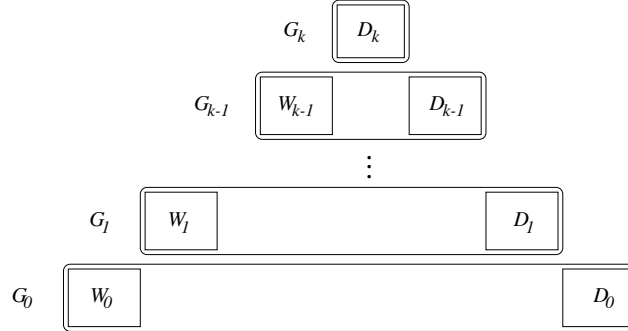 G_k D_k
G_{k-1} W_{k-1} D_{k-1}
⋮
G_1 W_1 D_1
G_0 W_0 D_0